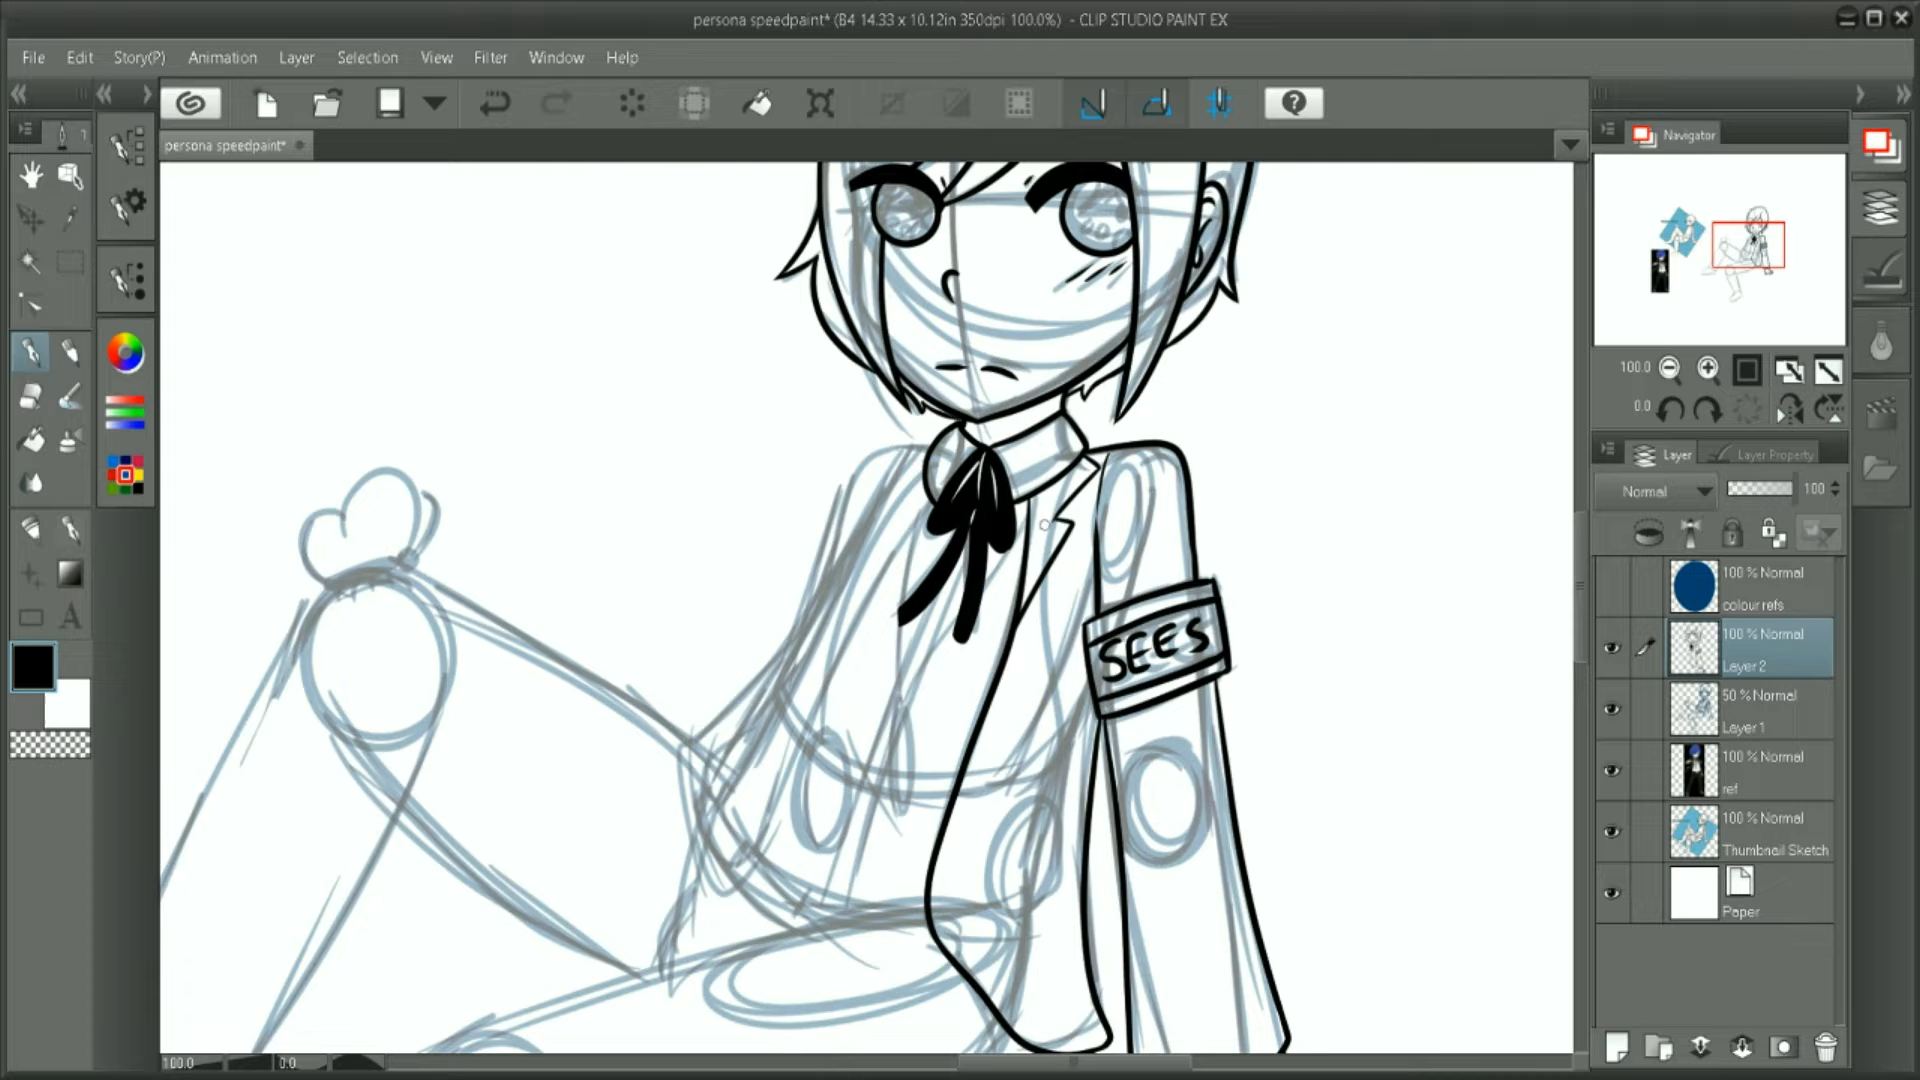 persona speedpaint* (B4 14.33 x 10.12in 350dpi 100.0%) - CLIP STUDIO PAINT EX
File Edit Story(P) Animation Layer Selection View Filter Window Help
persona speedpaint*
Navigator
100.0
0.0
Layer Layer Property
Normal 100
100 % Normal
colour refs
100 % Normal
Layer 2
50 % Normal
Layer 1
100 % Normal
ref
100 % Normal
Thumbnail Sketch
Paper
SEES
100.0 0.0